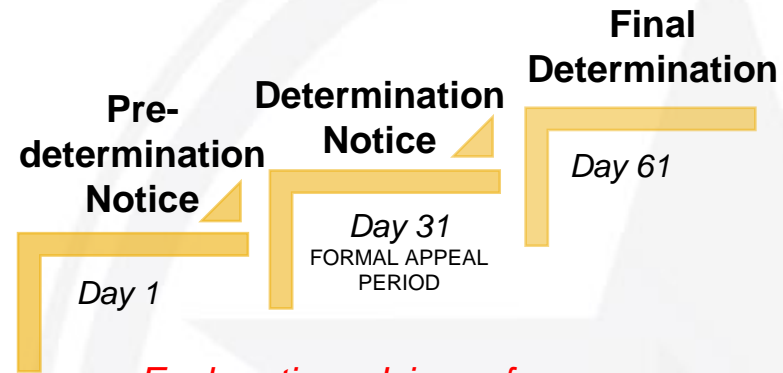 Pre-
determination
Notice
Day 1
Determination
Notice
Day 31
FORMAL APPEAL
PERIOD
Final
Determination
Day 61